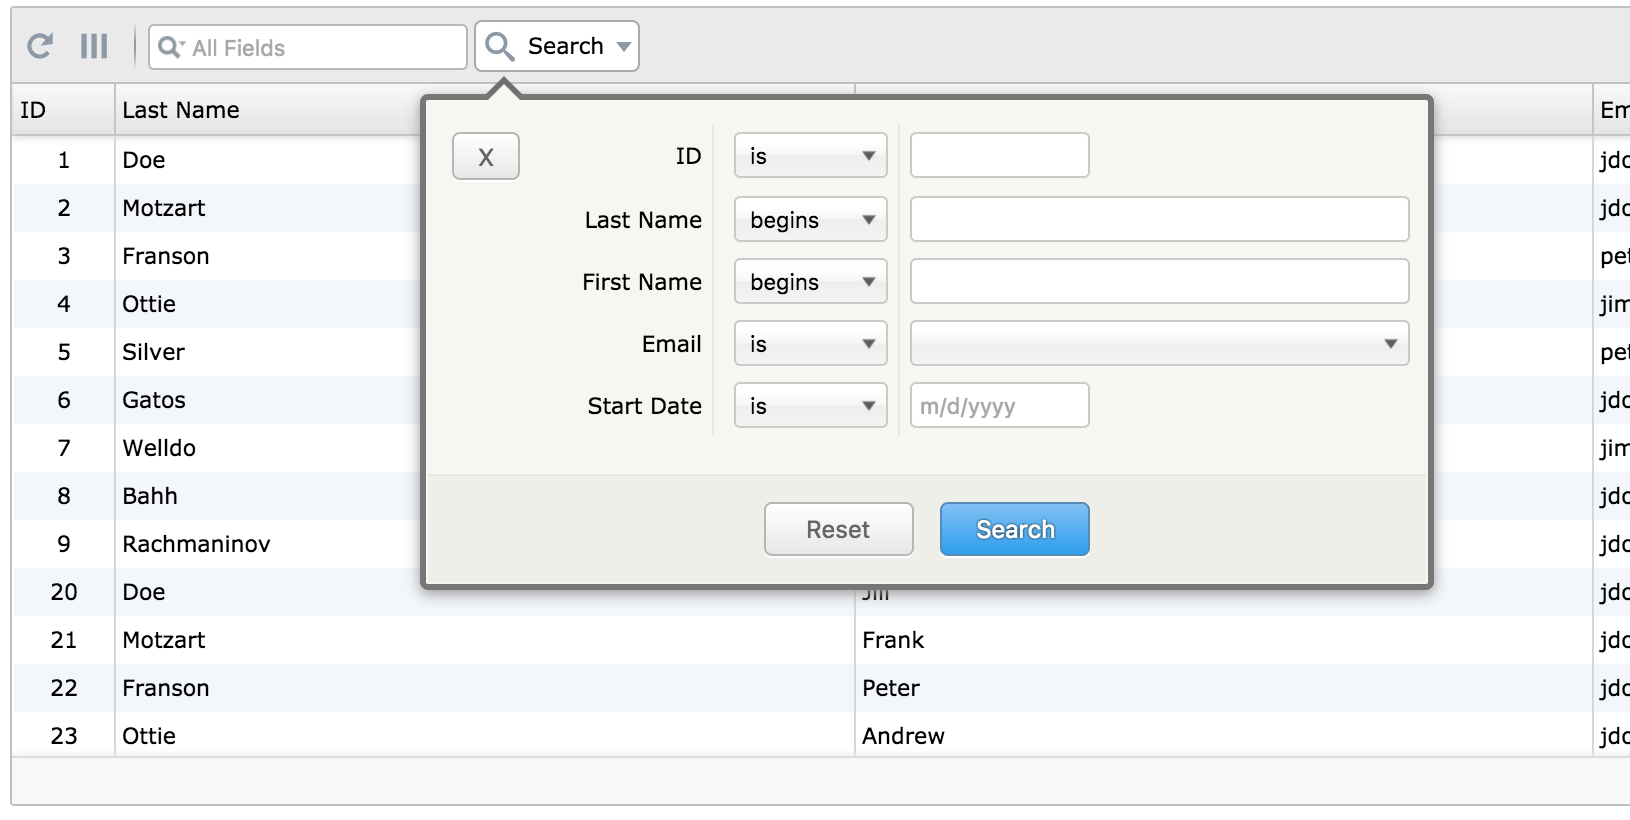 All Fields Search
ID Last Name Em
X ID is
1 Doe jdo
Last Name begins
2 Motzart jdo
3 Franson pet
First Name begins
4 Ottie jim
Email is
5 Silver pet
6 Gatos jdo
Start Date is m/d/yyyy
7 Welldo jim
8 Bahh jdo
Reset Search
9 Rachmaninov jdo
20 Doe Jill jdo
21 Motzart Frank jdo
22 Franson Peter jdo
23 Ottie Andrew jdo